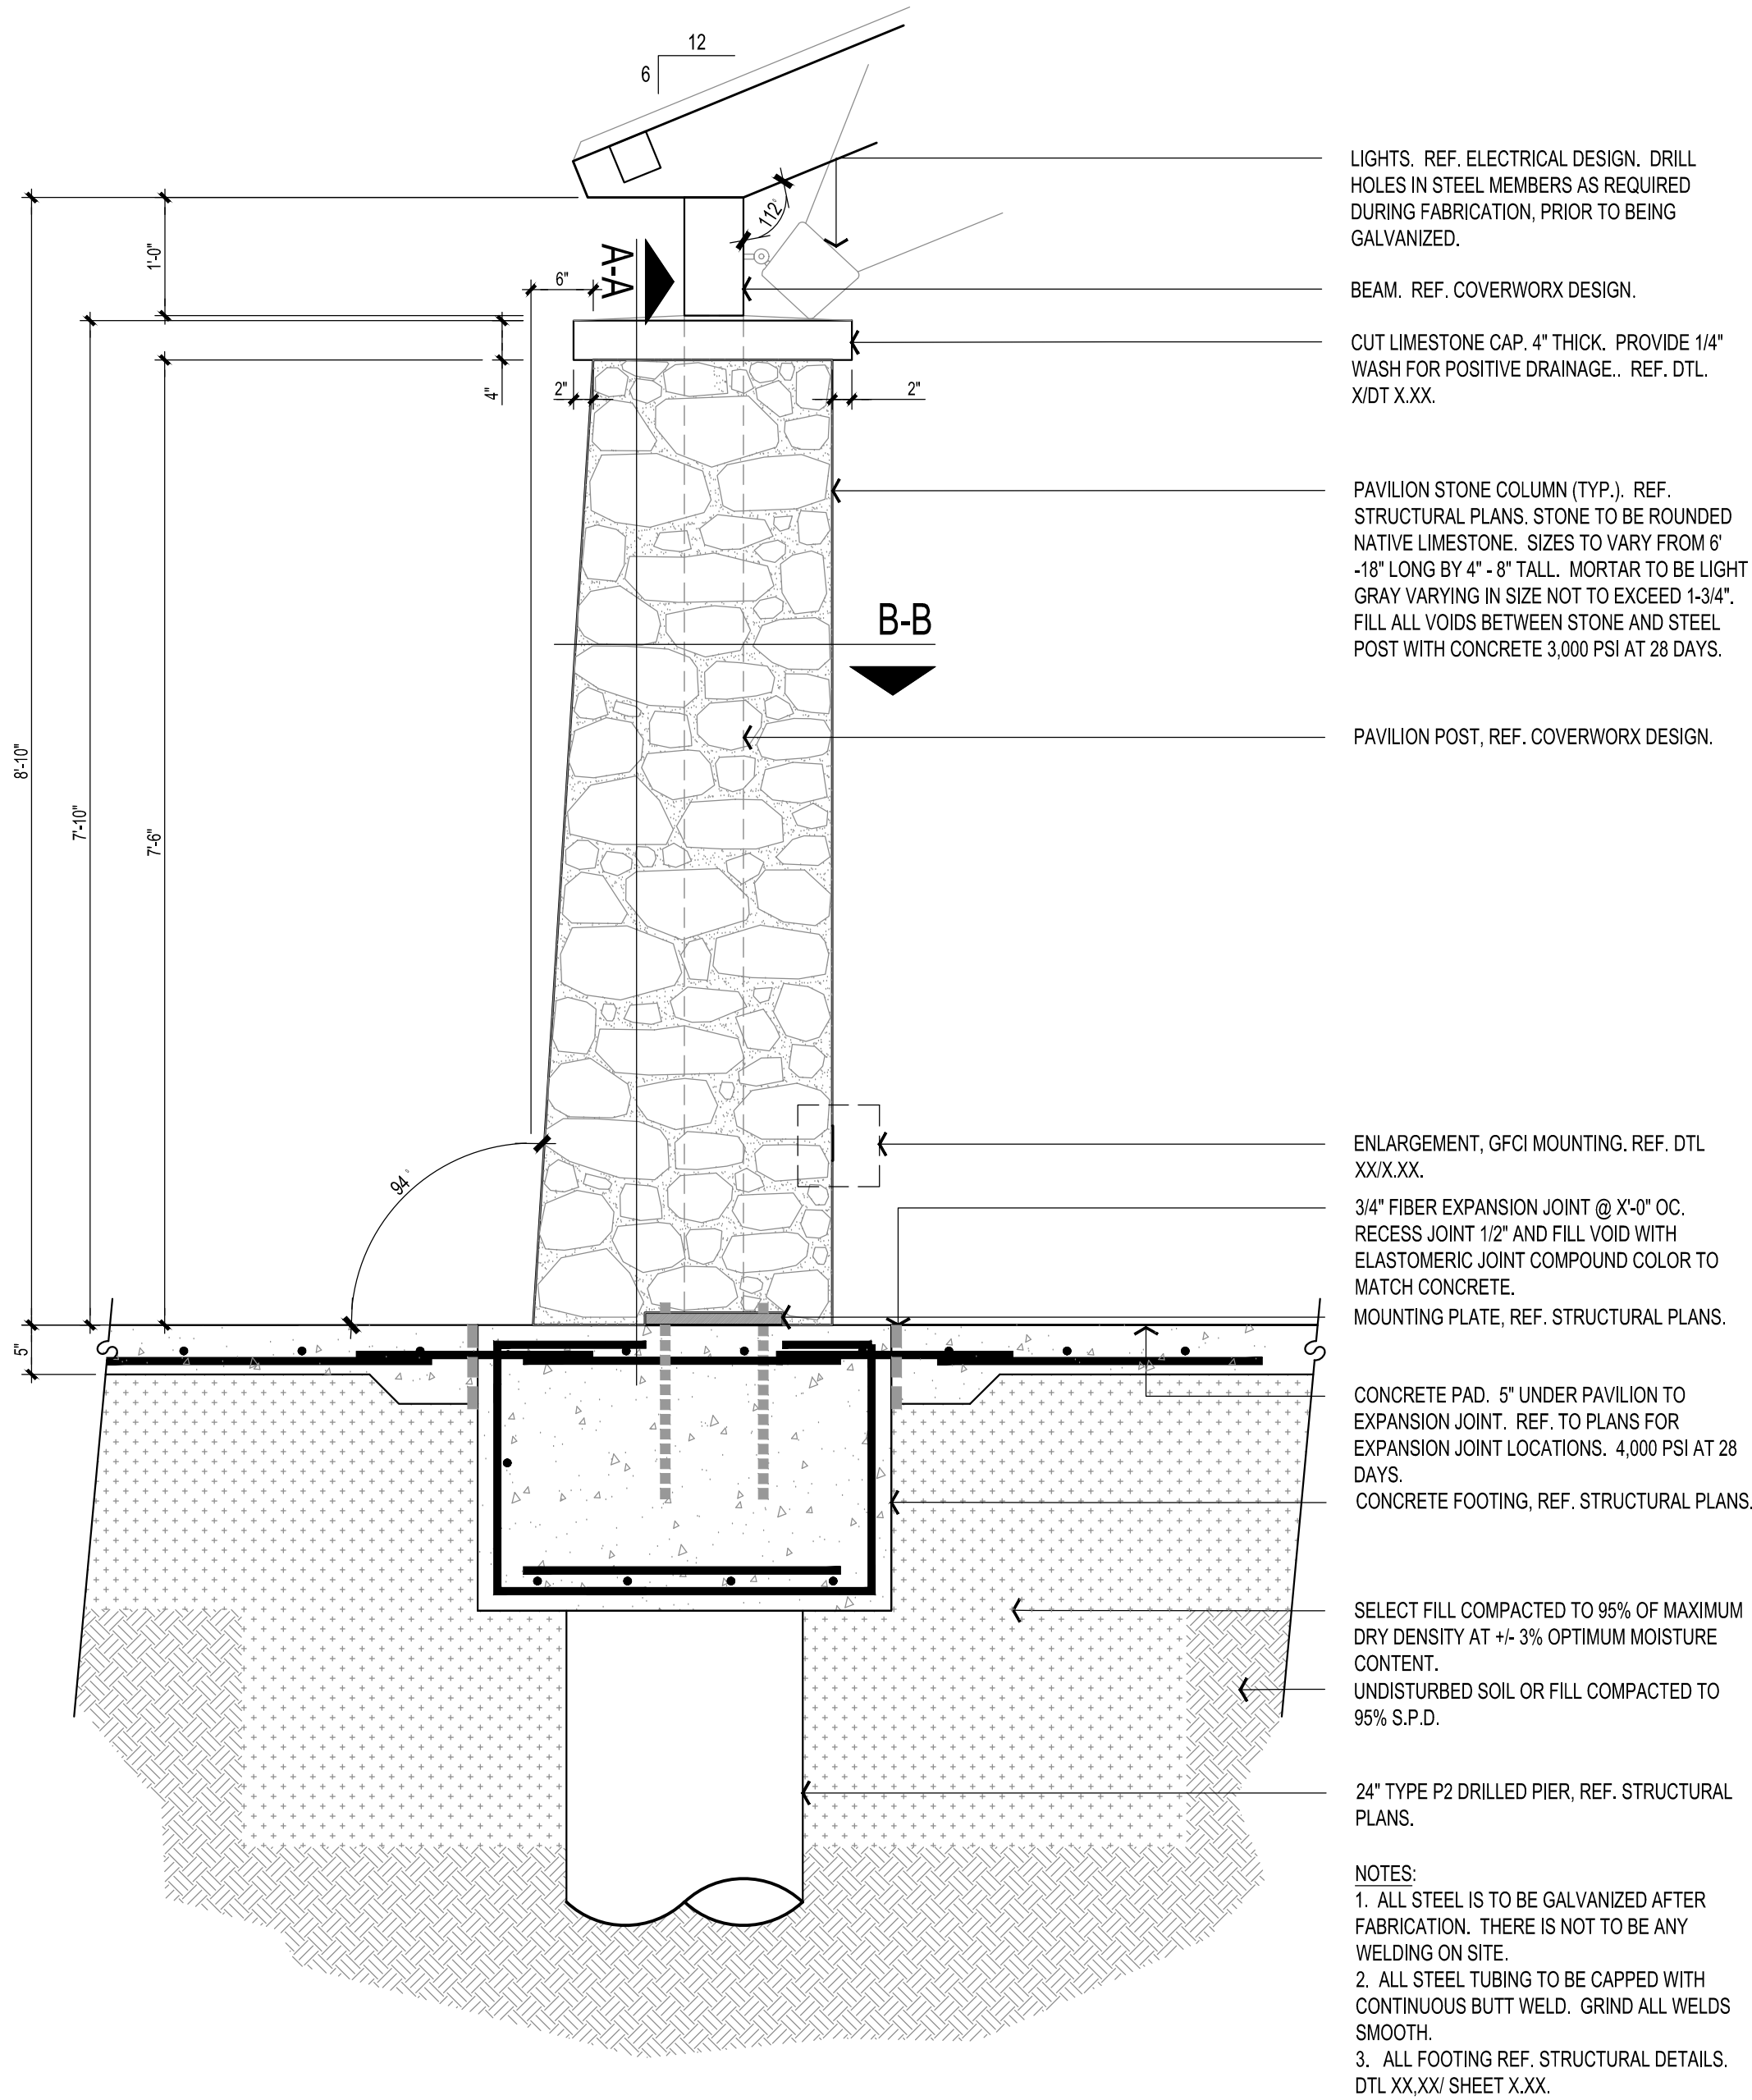 12
6
LIGHTS. REF. ELECTRICAL DESIGN. DRILL
HOLES IN STEEL MEMBERS AS REQUIRED
DURING FABRICATION, PRIOR TO BEING
GALVANIZED.
112°
1'-0"
A-A
6"
BEAM. REF. COVERWORX DESIGN.
CUT LIMESTONE CAP. 4" THICK. PROVIDE 1/4"
WASH FOR POSITIVE DRAINAGE.. REF. DTL.
X/DT X.XX.
4"
2"
2"
PAVILION STONE COLUMN (TYP.). REF.
STRUCTURAL PLANS. STONE TO BE ROUNDED
NATIVE LIMESTONE. SIZES TO VARY FROM 6'
-18" LONG BY 4" - 8" TALL. MORTAR TO BE LIGHT
GRAY VARYING IN SIZE NOT TO EXCEED 1-3/4".
FILL ALL VOIDS BETWEEN STONE AND STEEL
POST WITH CONCRETE 3,000 PSI AT 28 DAYS.
B-B
PAVILION POST, REF. COVERWORX DESIGN.
8'-10"
7'-10"
7'-6"
ENLARGEMENT, GFCI MOUNTING. REF. DTL
XX/X.XX.
94°
3/4" FIBER EXPANSION JOINT @ X'-0" OC.
RECESS JOINT 1/2" AND FILL VOID WITH
ELASTOMERIC JOINT COMPOUND COLOR TO
MATCH CONCRETE.
MOUNTING PLATE, REF. STRUCTURAL PLANS.
5"
CONCRETE PAD. 5" UNDER PAVILION TO
EXPANSION JOINT. REF. TO PLANS FOR
EXPANSION JOINT LOCATIONS. 4,000 PSI AT 28
DAYS.
CONCRETE FOOTING, REF. STRUCTURAL PLANS.
SELECT FILL COMPACTED TO 95% OF MAXIMUM
DRY DENSITY AT +/- 3% OPTIMUM MOISTURE
CONTENT.
UNDISTURBED SOIL OR FILL COMPACTED TO
95% S.P.D.
24" TYPE P2 DRILLED PIER, REF. STRUCTURAL
PLANS.
NOTES:
1. ALL STEEL IS TO BE GALVANIZED AFTER
FABRICATION. THERE IS NOT TO BE ANY
WELDING ON SITE.
2. ALL STEEL TUBING TO BE CAPPED WITH
CONTINUOUS BUTT WELD. GRIND ALL WELDS
SMOOTH.
3. ALL FOOTING REF. STRUCTURAL DETAILS.
DTL XX,XX/ SHEET X.XX.